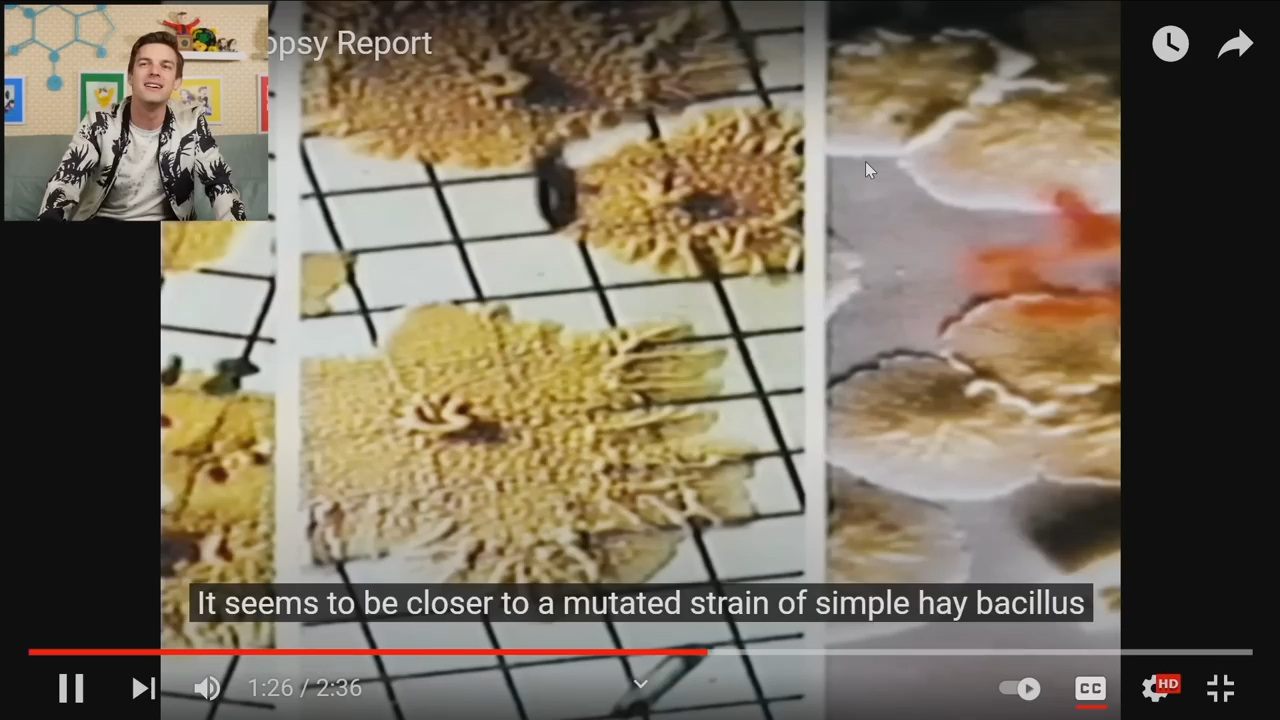 opsy Report
It seems to be closer to a mutated strain of simple hay bacillus
1:26 / 2:36
CC
HD